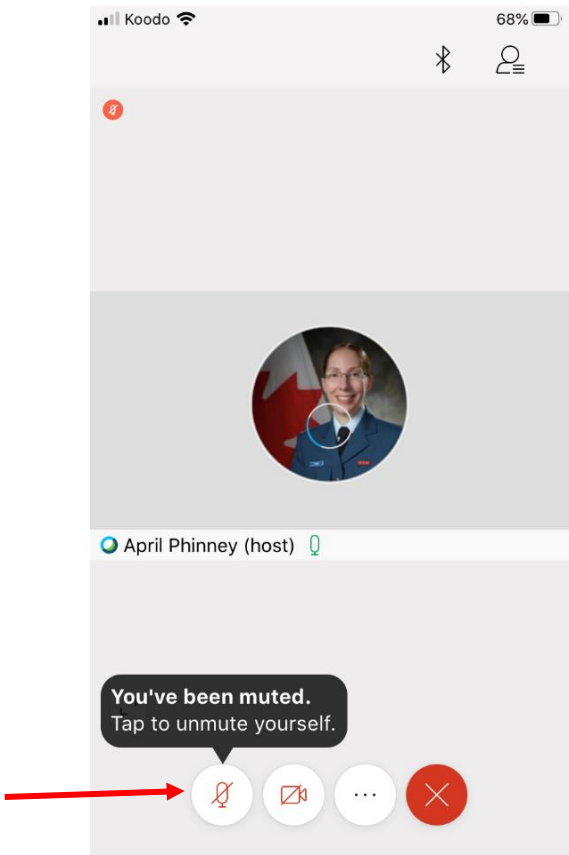 Koodo 68%
April Phinney (host)
You've been muted.
Tap to unmute yourself.